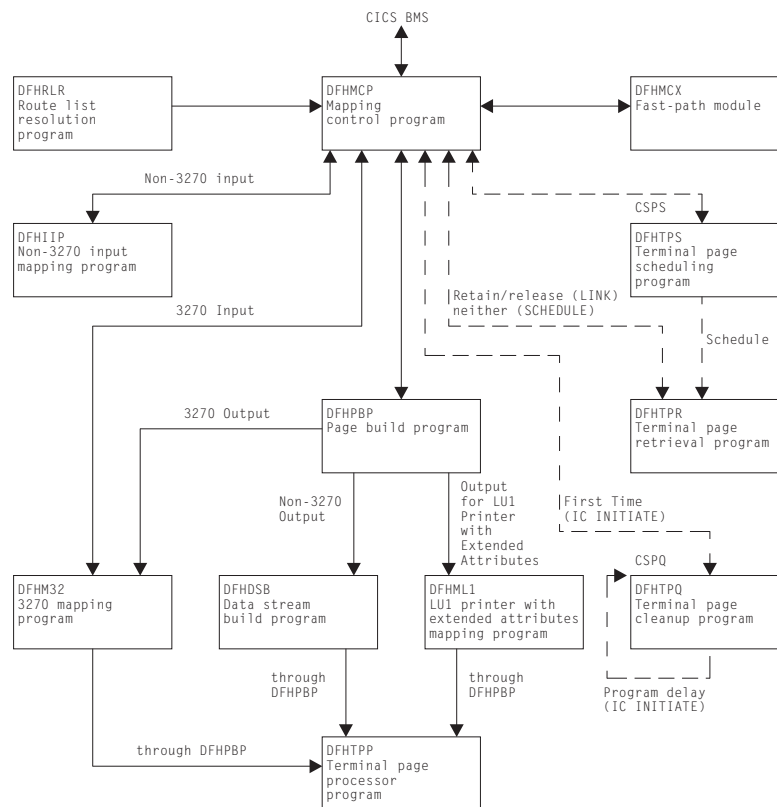 CICS BMS
DFHRLR
Route list
resolution
program
DFHMCP
Mapping
control program
DFHMCX
Fast-path module
Non-3270 input
CSPS
DFHIIP
Non-3270 input
mapping program
DFHTPS
Terminal page
scheduling
program
3270 Input
Retain/release (LINK)
neither (SCHEDULE)
Schedule
3270 Output
DFHPBP
Page build program
DFHTPR
Terminal page
retrieval program
Non-3270
Output
Output
for LU1
Printer
with
Extended
Attributes
First Time
(IC INITIATE)
CSPQ
DFHM32
3270 mapping
program
DFHDSB
Data stream
build program
DFHML1
LU1 printer with
extended attributes
mapping program
DFHTPQ
Terminal page
cleanup program
through
DFHPBP
through
DFHPBP
Program delay
(IC INITIATE)
through DFHPBP
DFHTPP
Terminal page
processor
program